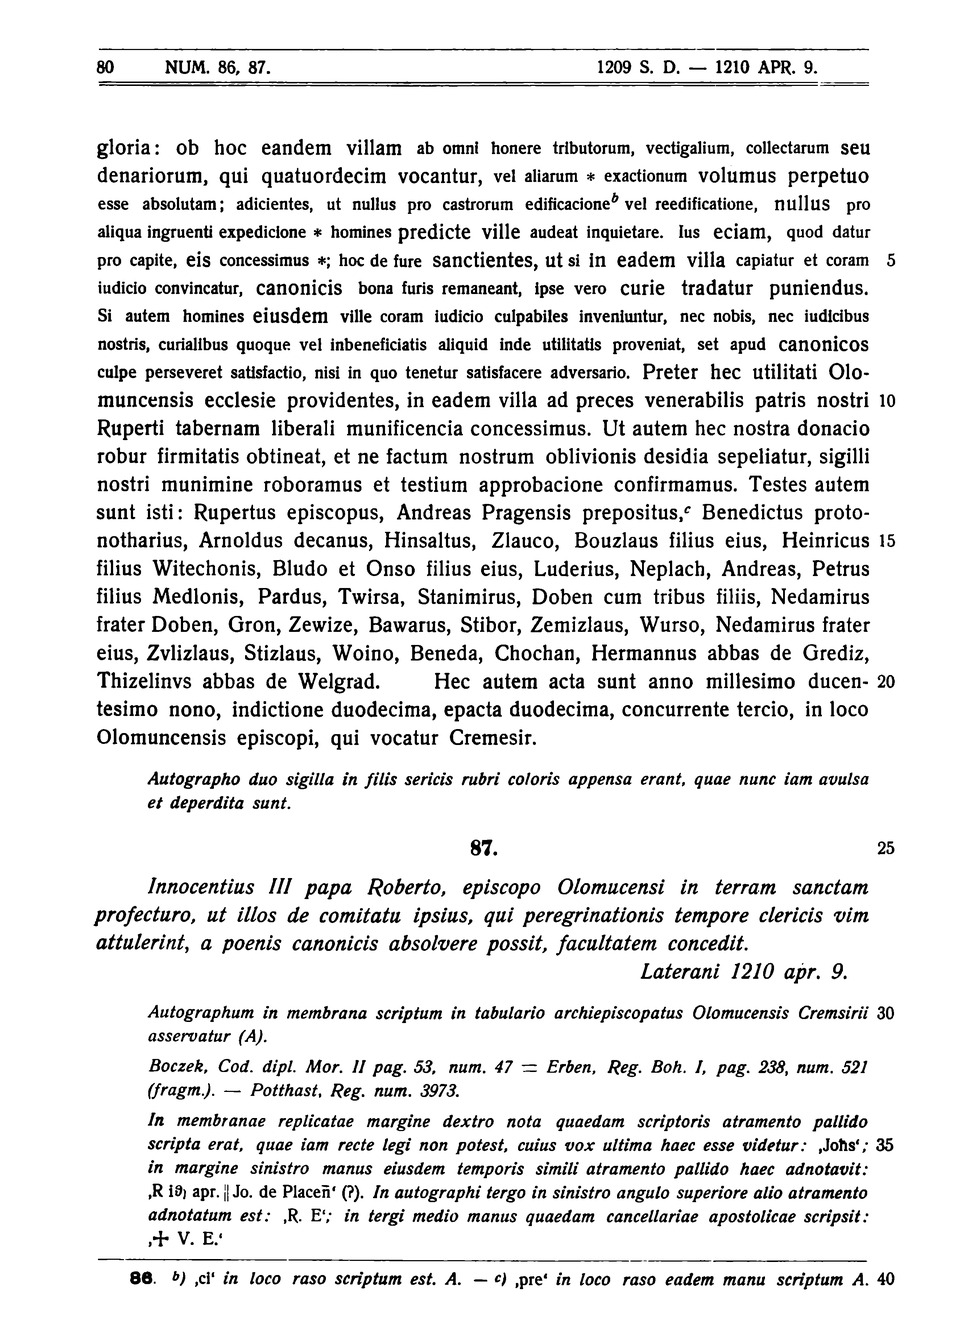 80 NUM. 86, 87. 1209 S. D. — 1210 APR. 9.
gloria: ob hoc eandem villam ab omni honere tributorum, vectigalium, collectarum seu
denariorum, qui quatuordecim vocantur, vel aliarum * exactionum volumus perpetuo
esse absolutam; adicientes, ut nullus pro castrorum edificacione b vel reedificatione, nullus pro
aliqua ingruenti expedicione * homines predicte ville audeat inquietare. Ius eciam, quod datur
pro capite, eis concessimus *; hoc de fure sanctientes, ut si in eadem villa capiatur et coram 5
iudicio convincatur, canonicis bona furis remaneant, ipse vero curie tradatur puniendus.
Si autem homines eiusdem ville coram iudicio culpabiles inveniuntur, nec nobis, nec iudicibus
nostris, curialibus quoque vel inbeneficiatis aliquid inde utilitatis proveniat, set apud canonicos
culpe perseveret satisfactio, nisi in quo tenetur satisfacere adversario. Preter hec utilitati Olo-
muncensis ecclesie providentes, in eadem villa ad preces venerabilis patris nostri 10
Ruperti tabernam liberali munificencia concessimus. Ut autem hec nostra donacio
robur firmitatis obtineat, et ne factum nostrum oblivionis desidia sepeliatur, sigilli
nostri munimine roboramus et testium approbacione confirmamus. Testes autem
sunt isti: Rupertus episcopus, Andreas Pragensis prepositus,c Benedictus proto-
notharius, Arnoldus decanus, Hinsaltus, Zlauco, Bouzlaus filius eius, Heinricus 15
filius Witechonis, Bludo et Onso filius eius, Luderius, Neplach, Andreas, Petrus
filius Medlonis, Pardus, Twirsa, Stanimirus, Doben cum tribus filiis, Nedamirus
frater Doben, Gron, Zewize, Bawarus, Stibor, Zemizlaus, Wurso, Nedamirus frater
eius, Zvlizlaus, Stizlaus, Woino, Beneda, Chochan, Hermannus abbas de Grediz,
Thizelinvs abbas de Welgrad. Hec autem acta sunt anno millesimo ducen- 20
tesimo nono, indictione duodecima, epacta duodecima, concurrente tercio, in loco
Olomuncensis episcopi, qui vocatur Cremesir.
Autographo duo sigilla in filis sericis rubri coloris appensa erant, quae nunc iam avulsa
et deperdita sunt.
87. 25
Innocentius III papa Roberto, episcopo Olomucensi in terram sanctam
profecturo, ut illos de comitatu ipsius, qui peregrinationis tempore clericis vim
attulerint, a poenis canonicis absolvere possit, facultatem concedit.
Laterani 1210 apr. 9.
Autographum in membrana scriptum in tabulario archiepiscopatus Olomucensis Cremsirii 30
asservatur (A).
Boczek, Cod. dipl. Mor. II pag. 53, num. 47 = Erben, Reg. Boh. I, pag. 238, num. 521
(fragm.). — Potthast, Reg. num. 3973.
In membranae replicatae margine dextro nota quaedam scriptoris atramento pallido
scripta erat, quae iam recte legi non potest, cuius vox ultima haec esse videtur: ‚Joħs‘; 35
in margine sinistro manus eiusdem temporis simili atramento pallido haec adnotavit:
‚R apr. || Jo. de Placen̄‘ (?). In autographi tergo in sinistro angulo superiore alio atramento
adnotatum est: ‚R. E‘; in tergi medio manus quaedam cancellariae apostolicae scripsit:
‚+ V. E.‘
86. b) ‚ci‘ in loco raso scriptum est. A. — c) ‚pre‘ in loco raso eadem manu scriptum A. 40